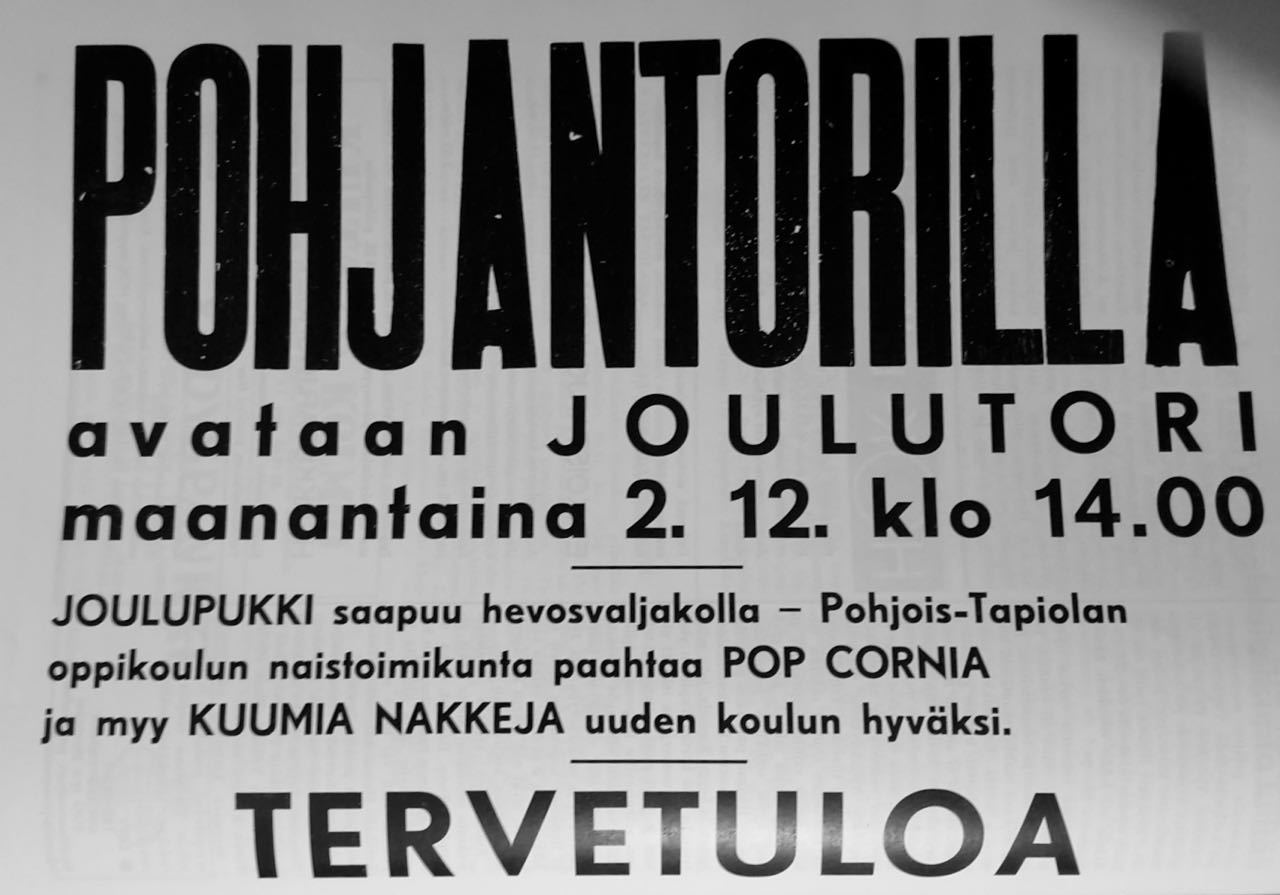 POHJANTORILLA
avataan JOULUTORI
maanantaina 2. 12. klo 14.00
JOULUPUKKI saapuu hevosvaljakolla – Pohjois-Tapiolan
oppikoulun naistoimikunta paahtaa POP CORNIA
ja myy KUUMIA NAKKEJA uuden koulun hyväksi.
TERVETULOA